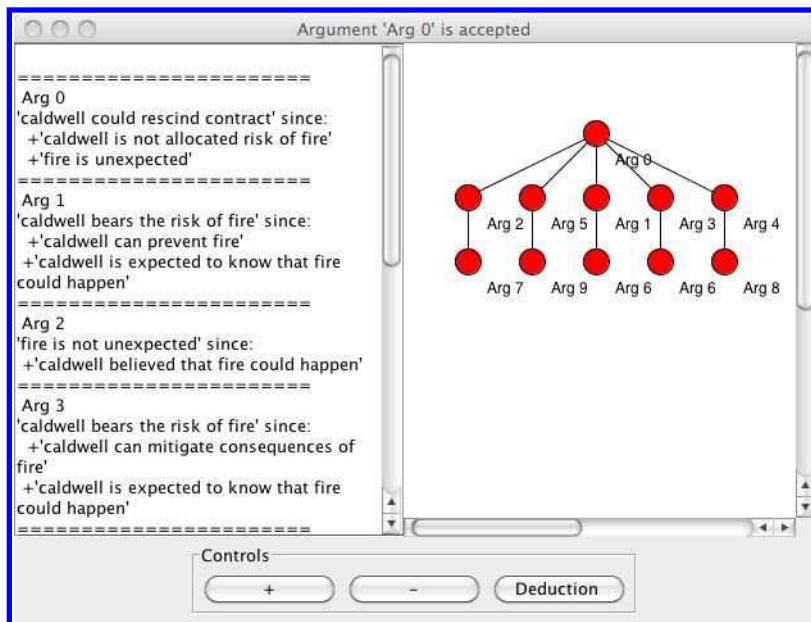 Argument 'Arg 0' is accepted
=======================
Arg 0
'caldwell could rescind contract' since:
+'caldwell is not allocated risk of fire'
+'fire is unexpected'
=======================
Arg 1
'caldwell bears the risk of fire' since:
+'caldwell can prevent fire'
+'caldwell is expected to know that fire
could happen'
=======================
Arg 2
'fire is not unexpected' since:
+'caldwell believed that fire could happen'
=======================
Arg 3
'caldwell bears the risk of fire' since:
+'caldwell can mitigate consequences of
fire'
+'caldwell is expected to know that fire
could happen'
=======================
Arg 0
Arg 2 Arg 5 Arg 1 Arg 3 Arg 4
Arg 7 Arg 9 Arg 6 Arg 6 Arg 8
Controls
+ - Deduction